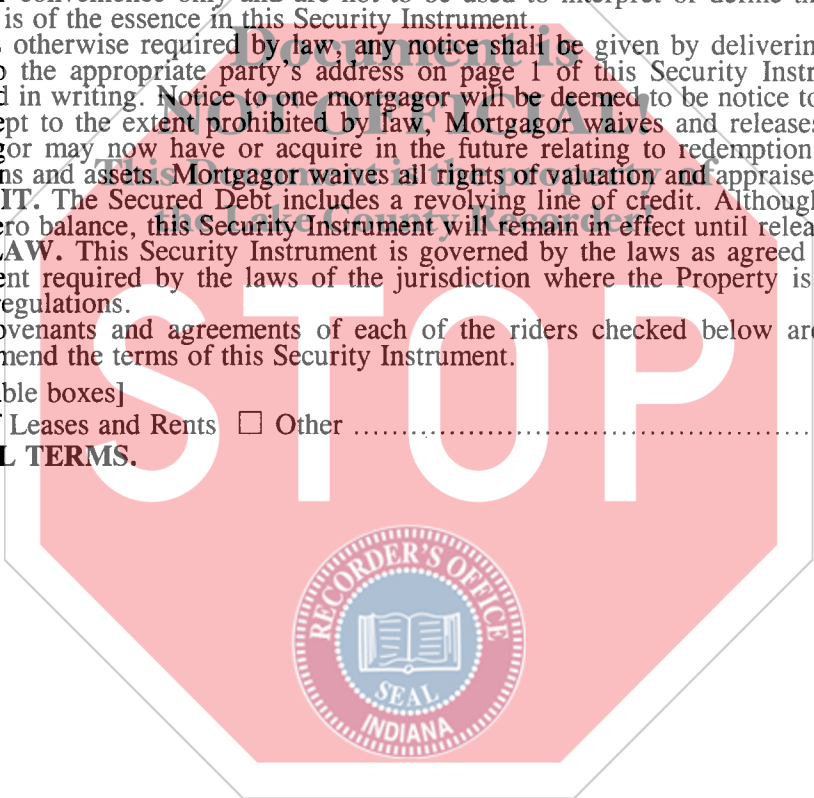 convenience only and are not to be used to interpret or define th
is of the essence in this Security Instrument.
otherwise required by law, any notice shall be given by deliverin
the appropriate party's address on page 1 of this Security Instr
in writing. Notice to one mortgagor will be deemed to be notice to
ept to the extent prohibited by law, Mortgagor waives and releases
gor may now have or acquire in the future relating to redemption
ns and assets. Mortgagor waives all rights of valuation and appraise
IT. The Secured Debt includes a revolving line of credit. Although
ero balance, this Security Instrument will remain in effect until relea
LAW. This Security Instrument is governed by the laws as agreed
ent required by the laws of the jurisdiction where the Property is
regulations.
ovenants and agreements of each of the riders checked below are
mend the terms of this Security Instrument.
ble boxes]
Leases and Rents ☐ Other
L TERMS.
Document is
NOT OFFICIAL!
This Document is the property of
the Lake County Recorder!
STOP
RECORDER'S OFFICE
SEAL
INDIANA